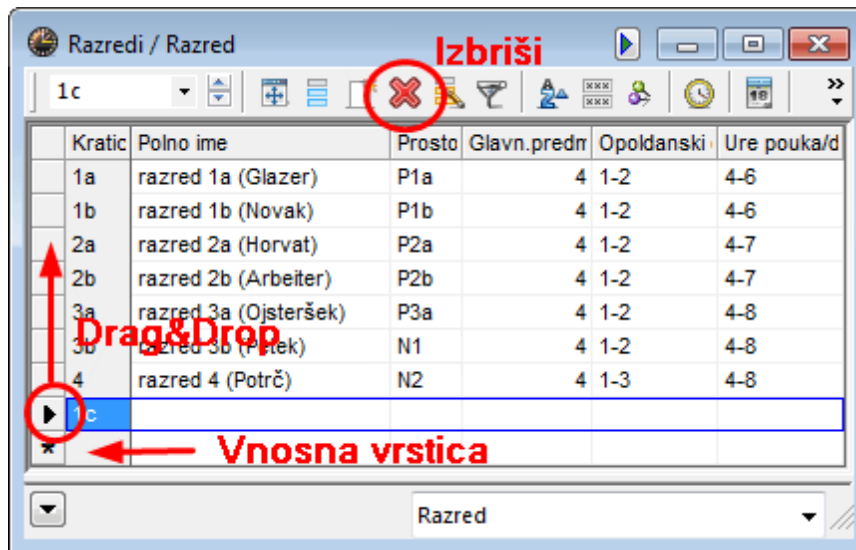 Razredi / Razred
Izbriši
1c
Kratic Polno ime Prosto Glavn.predm Opoldanski Ure pouka/d
1a razred 1a (Glazer) P1a 4 1-2 4-6
1b razred 1b (Novak) P1b 4 1-2 4-6
2a razred 2a (Horvat) P2a 4 1-2 4-7
2b razred 2b (Arbeiter) P2b 4 1-2 4-7
3a razred 3a (Ojsteršek) P3a 4 1-2 4-8
Drag&Drop
3b razred 3b (Petek) N1 4 1-2 4-8
4 razred 4 (Potrč) N2 4 1-3 4-8
1c
* Vnosna vrstica
Razred